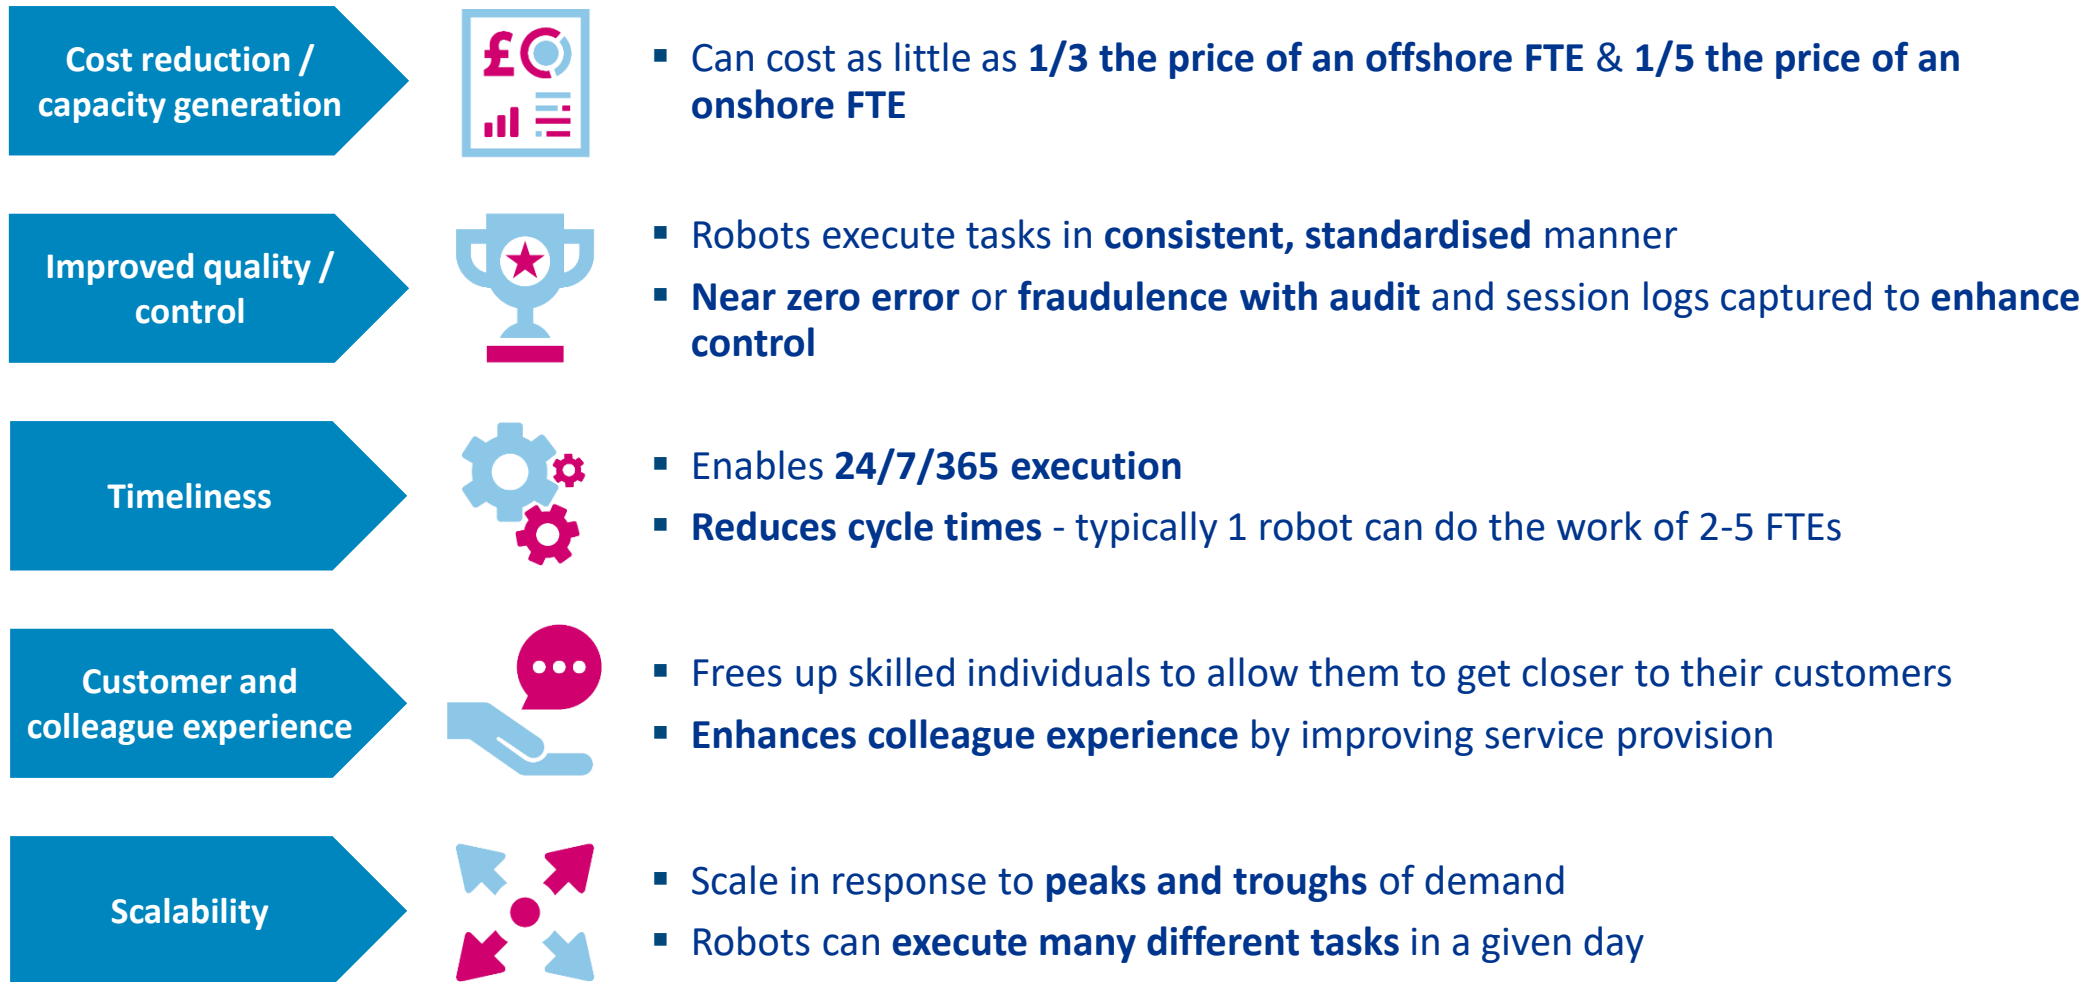 Cost reduction /
capacity generation
£
▪ Can cost as little as 1/3 the price of an offshore FTE & 1/5 the price of an
onshore FTE
Improved quality /
control
▪ Robots execute tasks in consistent, standardised manner
▪ Near zero error or fraudulence with audit and session logs captured to enhance
control
Timeliness
▪ Enables 24/7/365 execution
▪ Reduces cycle times - typically 1 robot can do the work of 2-5 FTEs
Customer and
colleague experience
▪ Frees up skilled individuals to allow them to get closer to their customers
▪ Enhances colleague experience by improving service provision
Scalability
▪ Scale in response to peaks and troughs of demand
▪ Robots can execute many different tasks in a given day